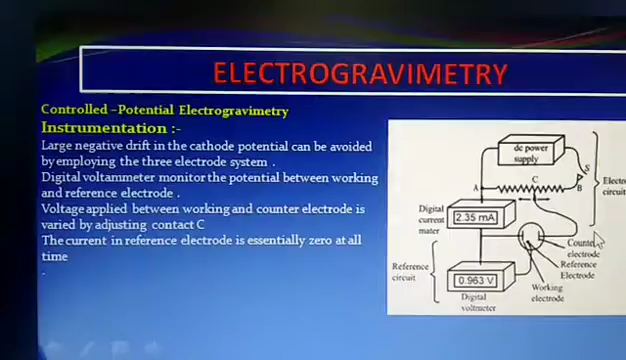 ELECTROGRAVIMETRY
Controlled –Potential Electrogravimetry
Instrumentation :-
Large negative drift in the cathode potential can be avoided
by employing the three electrode system .
Digital voltammeter monitor the potential between working
and reference electrode .
Voltage applied between working and counter electrode is
varied by adjusting contact C
The current in reference electrode is essentially zero at all
time
.
dc power
supply
S
A
C
B
Electro
circuit
Digital
current
mater
2.35 mA
Counter
electrode
Reference
Electrode
Reference
circuit
0.963 V
Working
electrode
Digital
voltmeter